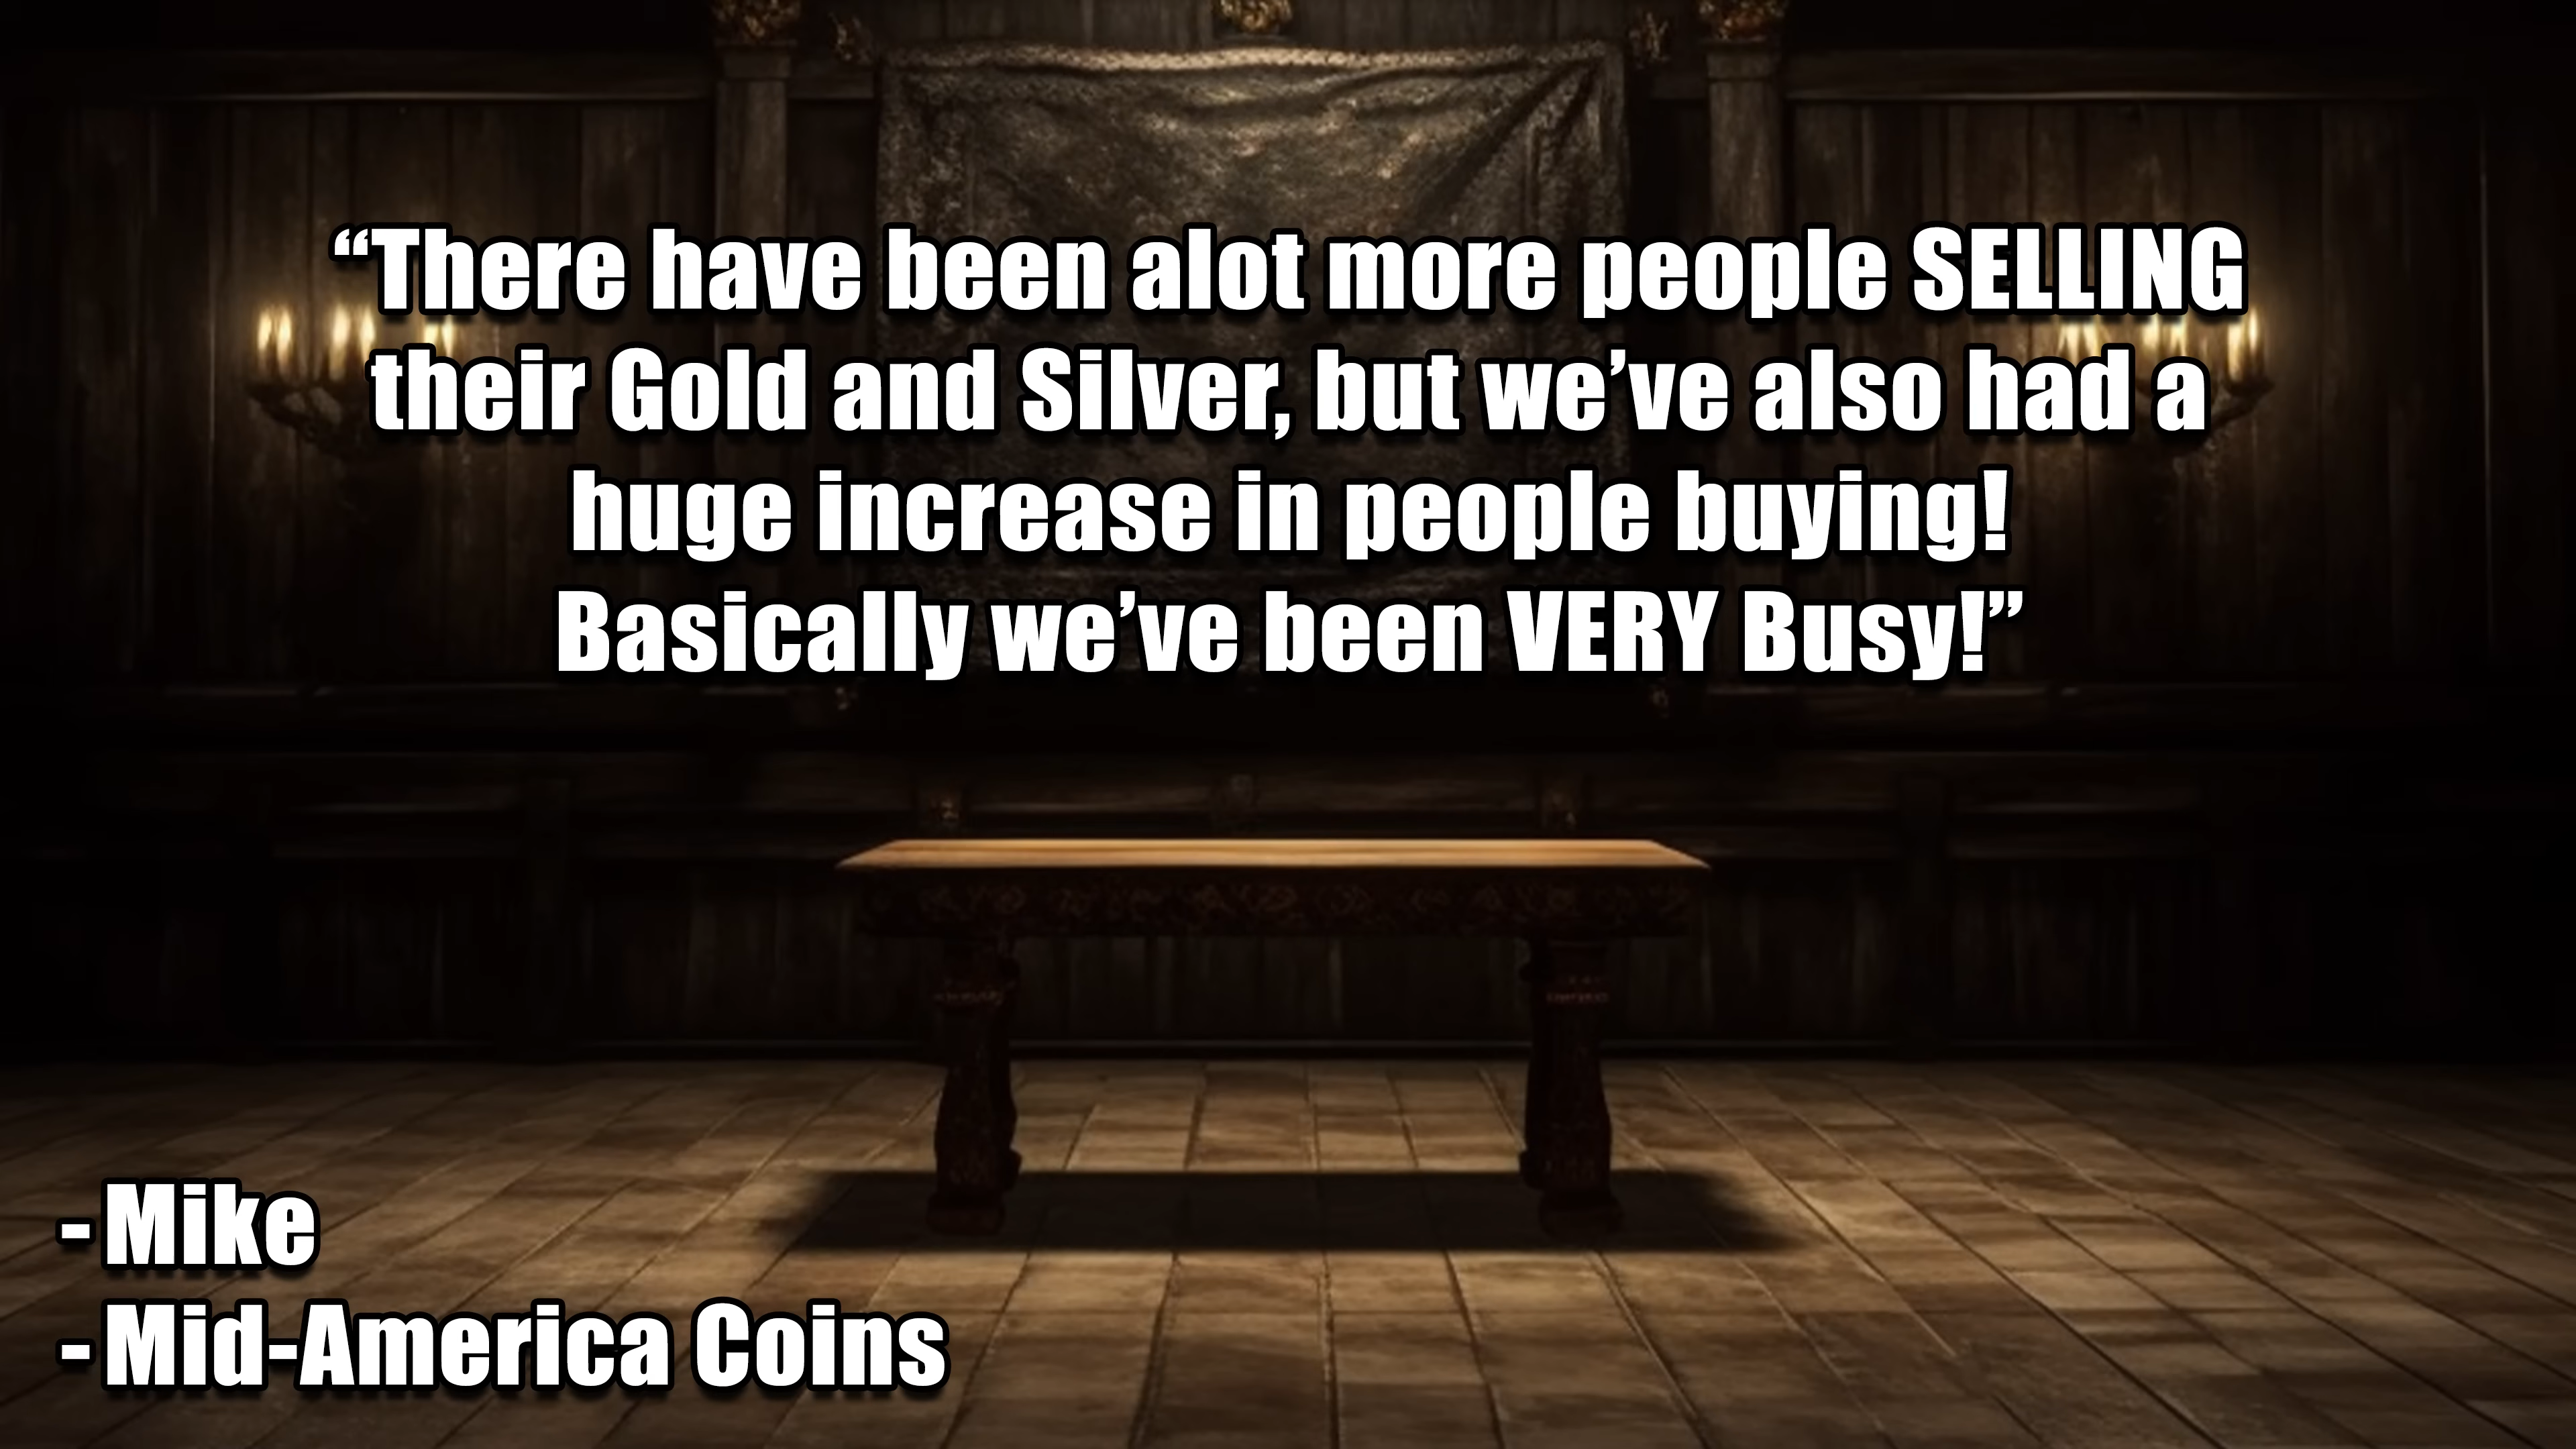 “There have been alot more people SELLING
their Gold and Silver, but we’ve also had a
huge increase in people buying!
Basically we’ve been VERY Busy!”
- Mike
- Mid-America Coins